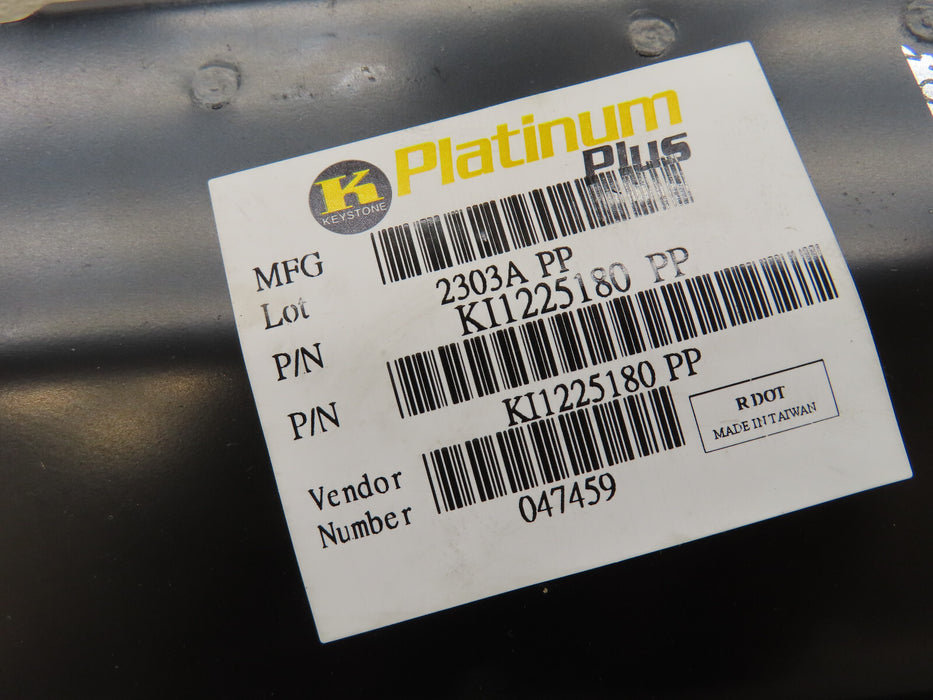 K
KEYSTONE
Platinum
Plus
MFG
Lot
2303A PP
P/N
KI1225180 PP
P/N
KI1225180 PP
R DOT
MADE IN TAIWAN
Vendor
Number
047459